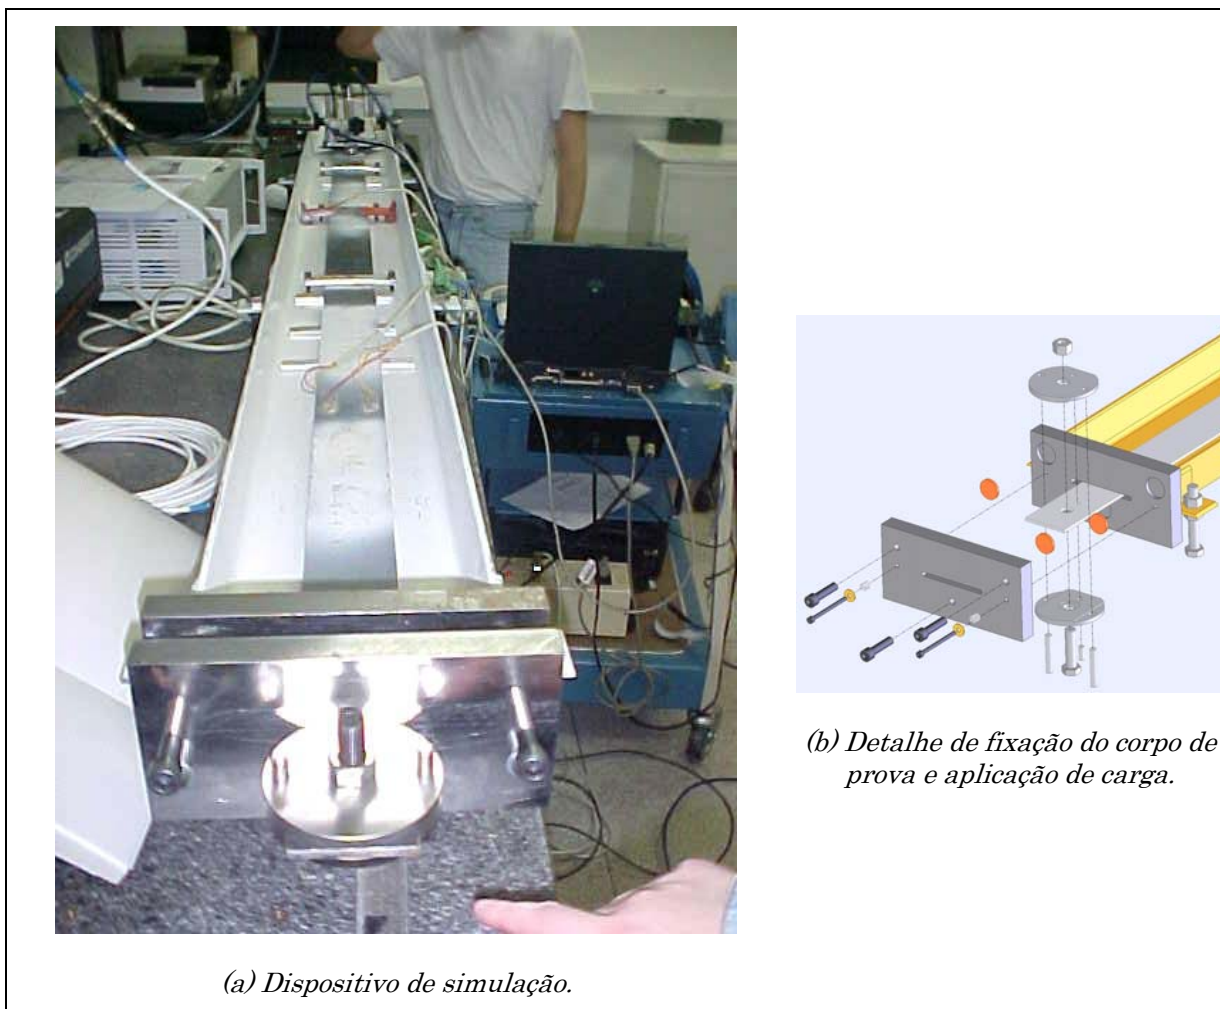 (a) Dispositivo de simulação.
(b) Detalhe de fixação do corpo de
prova e aplicação de carga.